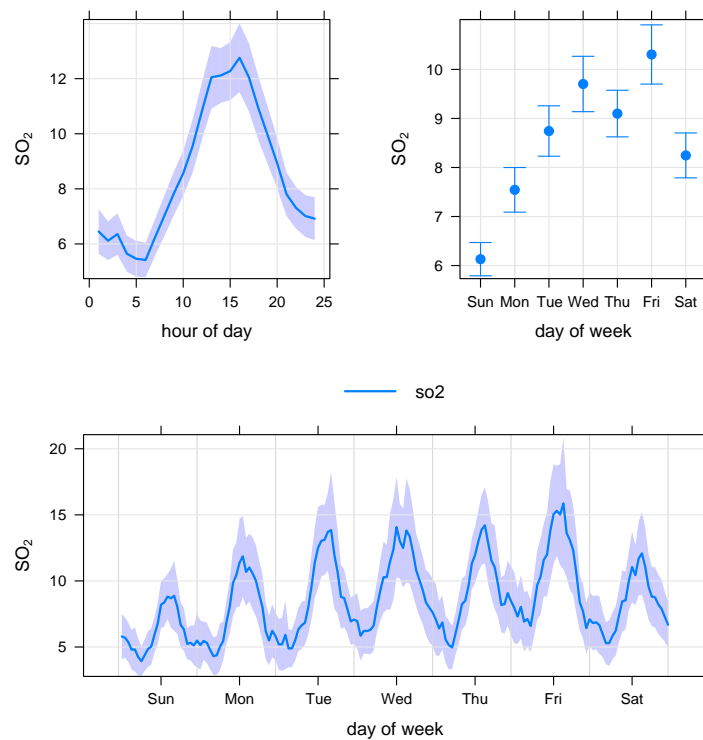 SO2
12
10
8
6
0 5 10 15 20 25
hour of day
SO2
10
9
8
7
6
Sun Mon Tue Wed Thu Fri Sat
day of week
so2
SO2
20
15
10
5
Sun Mon Tue Wed Thu Fri Sat
day of week